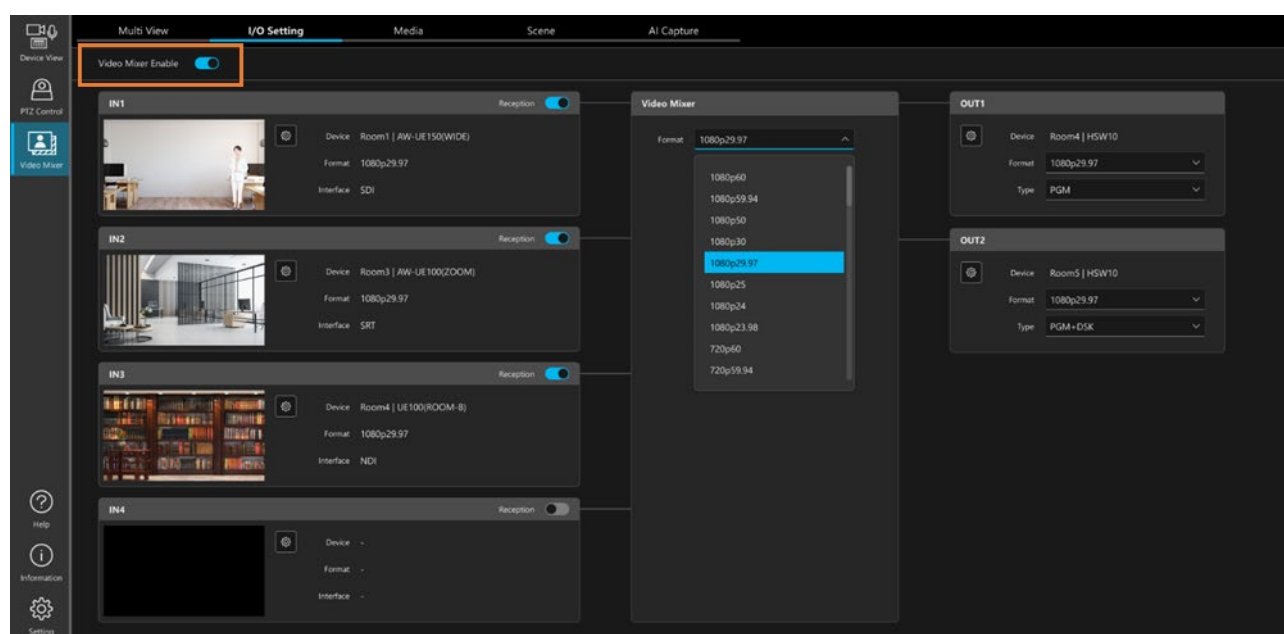 Multi View I/O Setting Media Scene AI Capture
Device View
PTZ Control
Video Mixer
Help
Information
Setting
Video Mixer Enable
IN1 Reception
Device Room1 | AW-UE150(WIDE)
Format 1080p29.97
Interface SDI
IN2 Reception
Device Room3 | AW-UE100(ZOOM)
Format 1080p29.97
Interface SRT
IN3 Reception
Device Room4 | UE100(ROOM-B)
Format 1080p29.97
Interface NDI
IN4 Reception
Device -
Format -
Interface -
Video Mixer
Format 1080p29.97
1080p60
1080p59.94
1080p50
1080p30
1080p29.97
1080p25
1080p24
1080p23.98
720p60
720p59.94
OUT1
Device Room4 | HSW10
Format 1080p29.97
Type PGM
OUT2
Device Room5 | HSW10
Format 1080p29.97
Type PGM+DSK